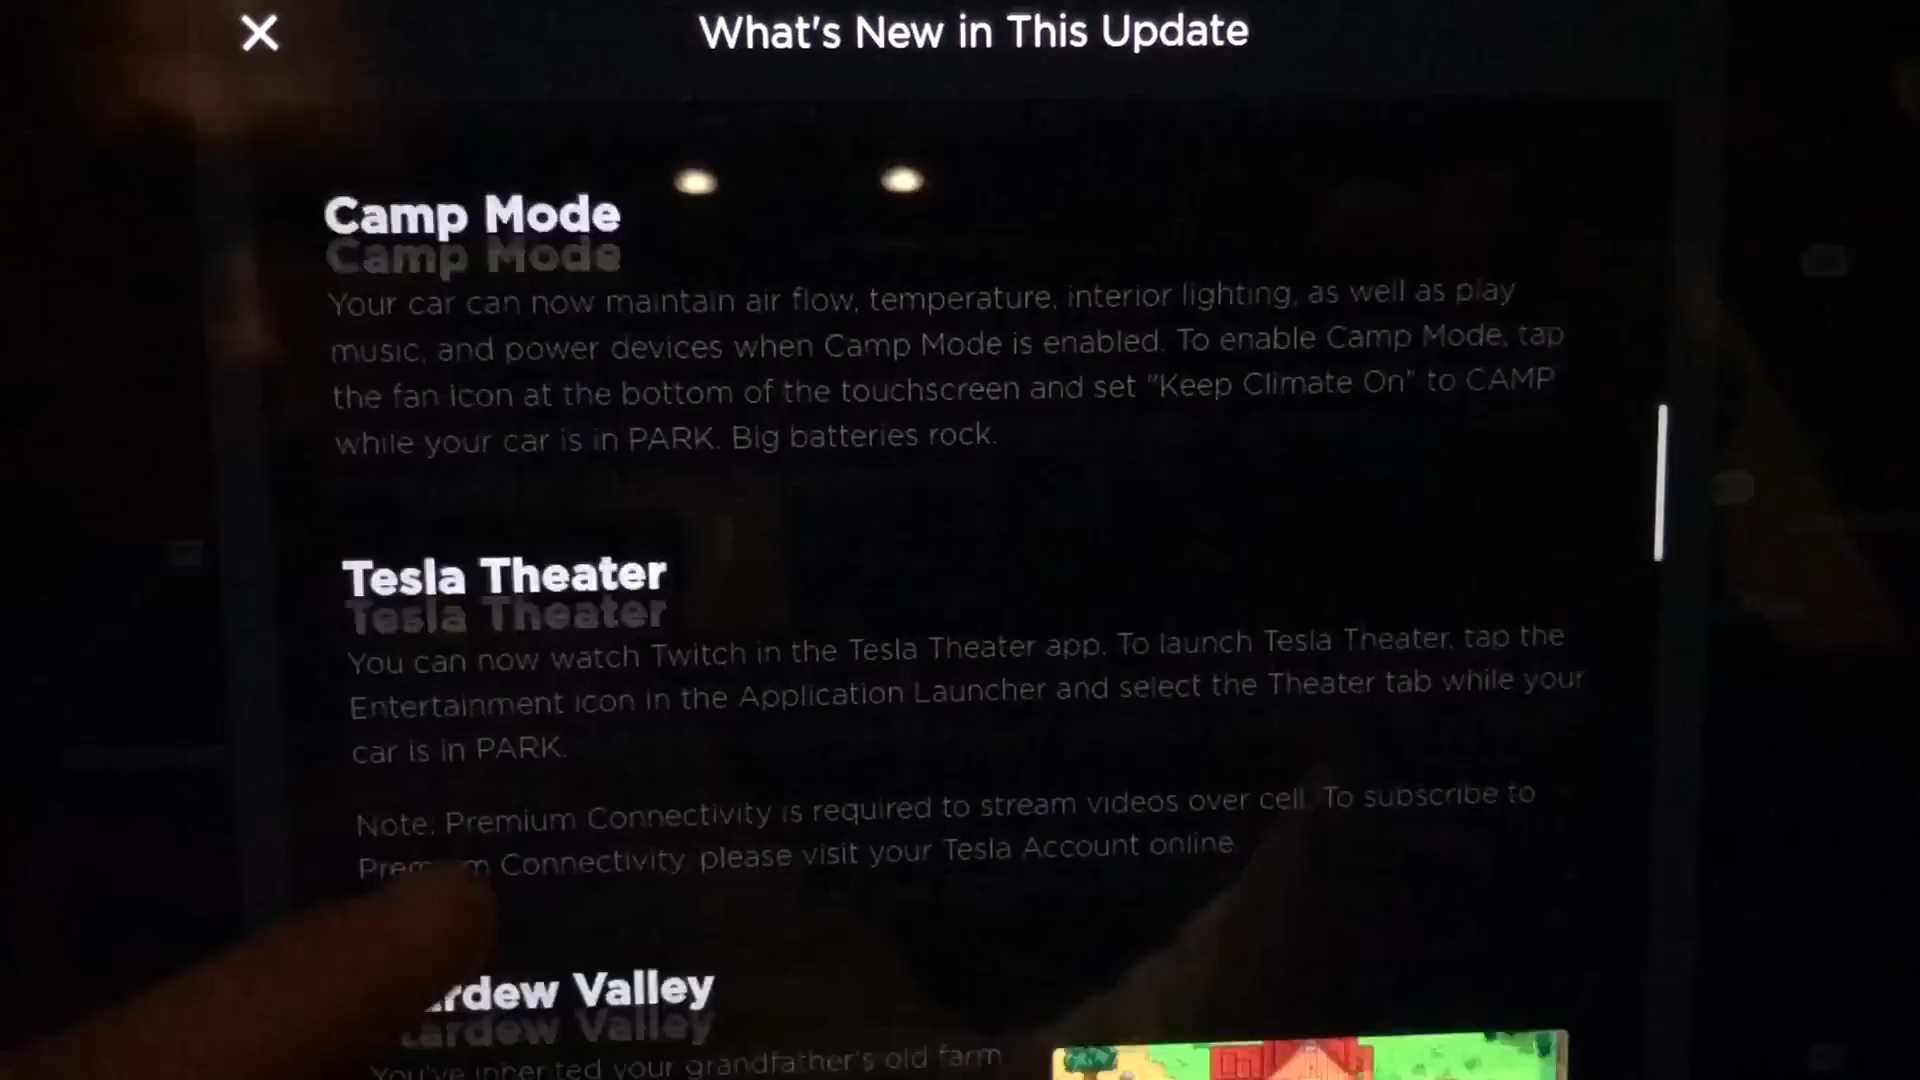 What's New in This Update
Camp Mode
Your car can now maintain air flow, temperature, interior lighting, as well as play
music, and power devices when Camp Mode is enabled. To enable Camp Mode, tap
the fan icon at the bottom of the touchscreen and set "Keep Climate On" to CAMP
while your car is in PARK. Big batteries rock.
Tesla Theater
You can now watch Twitch in the Tesla Theater app. To launch Tesla Theater, tap the
Entertainment icon in the Application Launcher and select the Theater tab while your
car is in PARK.
Note: Premium Connectivity is required to stream videos over cell. To subscribe to
Connectivity, please visit your Tesla Account online.
Valley
You've inherited your grandfather's old farm